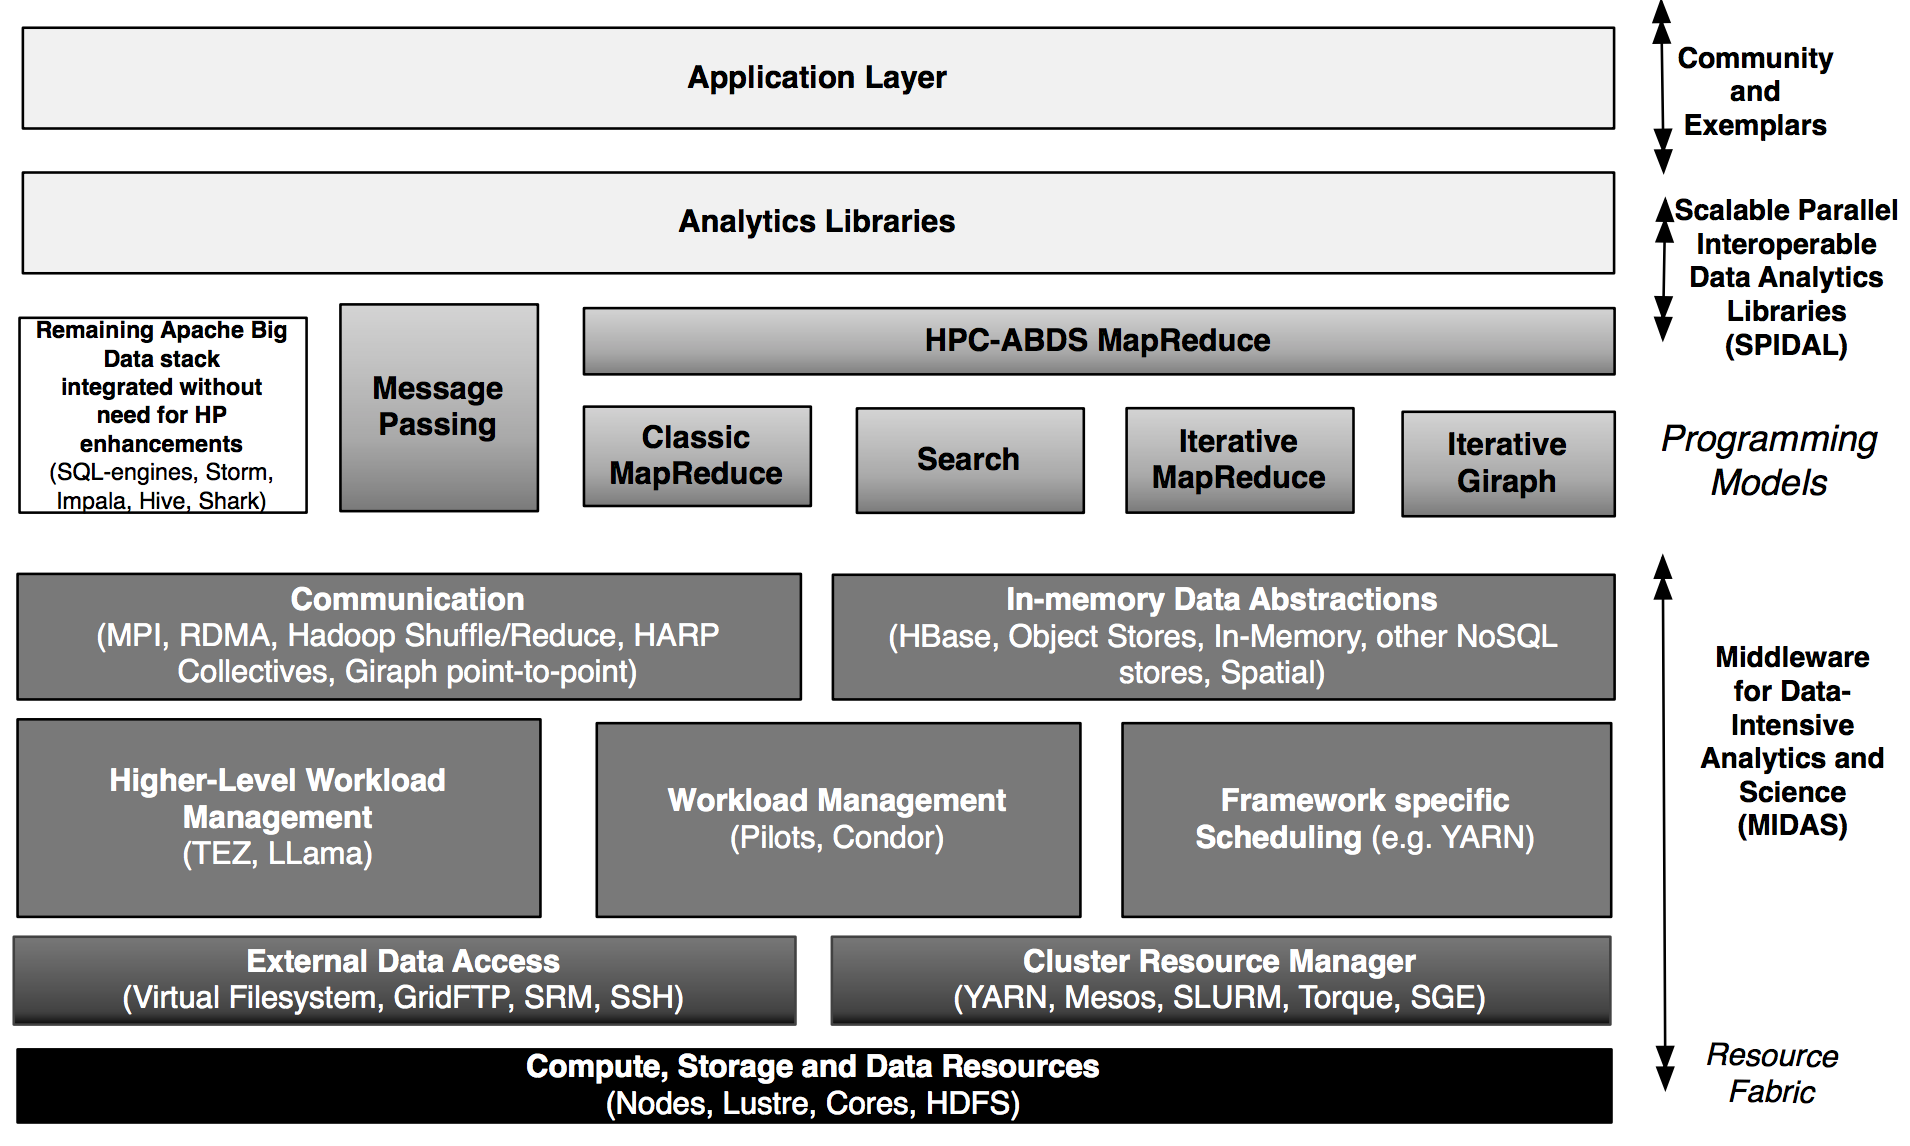 Application Layer
Community
and
Exemplars
Analytics Libraries
Scalable Parallel
Interoperable
Data Analytics
Libraries
(SPIDAL)
Remaining Apache Big
Data stack
integrated without
need for HP
enhancements
(SQL-engines, Storm,
Impala, Hive, Shark)
Message
Passing
HPC-ABDS MapReduce
Classic
MapReduce
Search
Iterative
MapReduce
Iterative
Giraph
Programming
Models
Communication
(MPI, RDMA, Hadoop Shuffle/Reduce, HARP
Collectives, Giraph point-to-point)
In-memory Data Abstractions
(HBase, Object Stores, In-Memory, other NoSQL
stores, Spatial)
Higher-Level Workload
Management
(TEZ, LLama)
Workload Management
(Pilots, Condor)
Framework specific
Scheduling (e.g. YARN)
Middleware
for Data-
Intensive
Analytics and
Science
(MIDAS)
External Data Access
(Virtual Filesystem, GridFTP, SRM, SSH)
Cluster Resource Manager
(YARN, Mesos, SLURM, Torque, SGE)
Compute, Storage and Data Resources
(Nodes, Lustre, Cores, HDFS)
Resource
Fabric